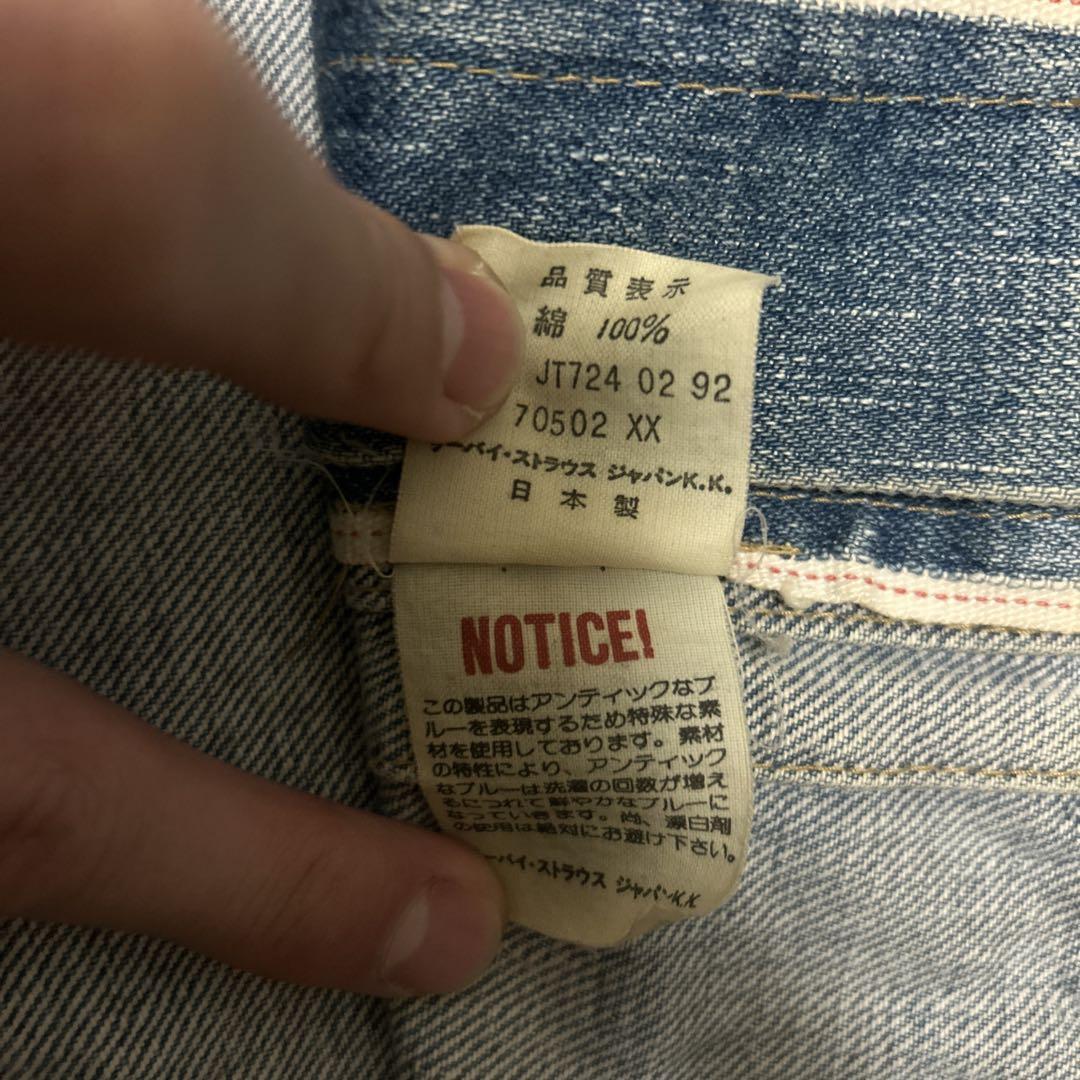 品質表示
綿 100%
JT724 02 92
70502 XX
ーバイ・ストラウス ジャパンK.K.
日本製
NOTICE!
この製品はアンティックなブ
ルーを表現するため特殊な素
材を使用しております。素材
の特性により、アンティック
なブルーは洗濯の回数が増え
るにつれて鮮やかなブルーに
なっていきます。尚、漂白剤
の使用は絶対にお避け下さい。
ーバイ・ストラウス ジャパンK.K